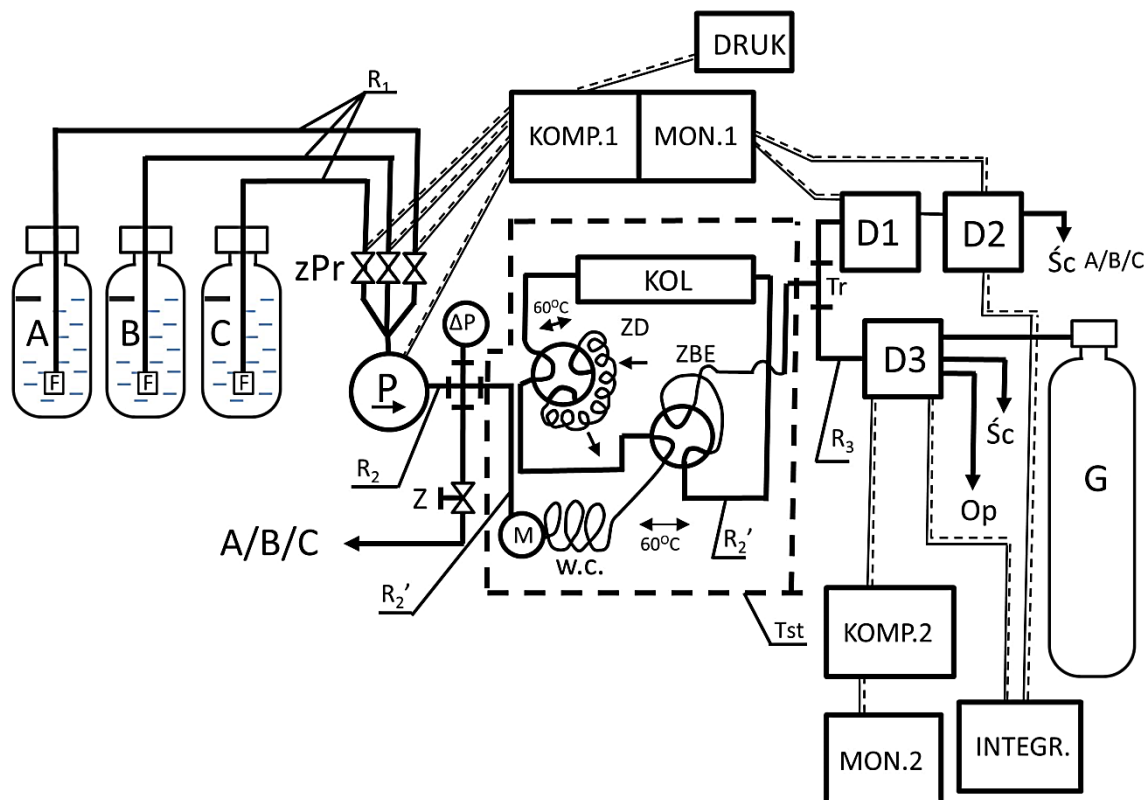 DRUK
R₁
KOMP.1
MON.1
A
B
C
F
F
F
zPr
D1
D2
Śc A/B/C
KOL
Tr
60°C
ZD
ZBE
ΔP
P
D3
R₂
Z
R₃
Śc
Op
G
A/B/C
M
w.c.
60°C
R₂'
R₂'
Tst
KOMP.2
MON.2
INTEGR.